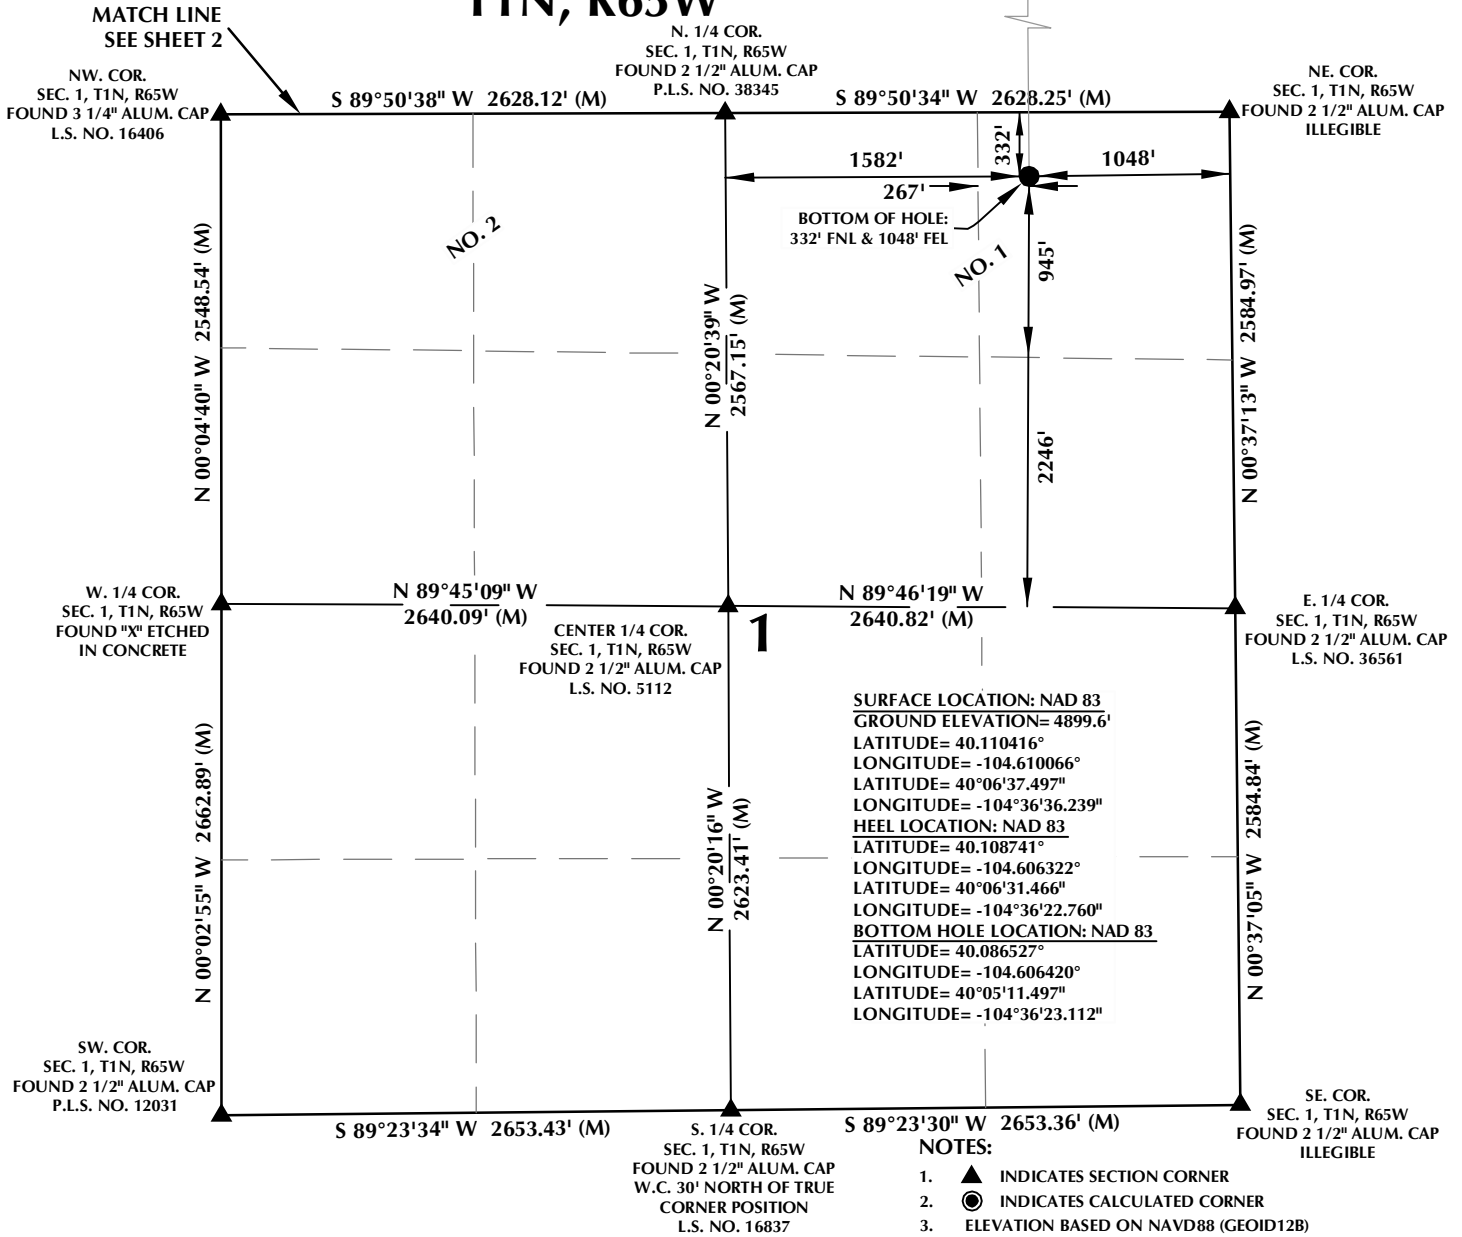 T1N, R65W
MATCH LINE
SEE SHEET 2
NW. COR.
SEC. 1, T1N, R65W
FOUND 3 1/4" ALUM. CAP
L.S. NO. 16406
N. 1/4 COR.
SEC. 1, T1N, R65W
FOUND 2 1/2" ALUM. CAP
P.L.S. NO. 38345
NE. COR.
SEC. 1, T1N, R65W
FOUND 2 1/2" ALUM. CAP
ILLEGIBLE
S 89°50'38" W 2628.12' (M)
S 89°50'34" W 2628.25' (M)
332'
1582'
1048'
267'
BOTTOM OF HOLE:
332' FNL & 1048' FEL
NO. 2
NO. 1
945'
2246'
N 00°04'40" W 2548.54' (M)
N 00°20'39" W
2567.15' (M)
N 00°37'13" W 2584.97' (M)
W. 1/4 COR.
SEC. 1, T1N, R65W
FOUND "X" ETCHED
IN CONCRETE
N 89°45'09" W
2640.09' (M)
CENTER 1/4 COR.
SEC. 1, T1N, R65W
FOUND 2 1/2" ALUM. CAP
L.S. NO. 5112
1
N 89°46'19" W
2640.82' (M)
E. 1/4 COR.
SEC. 1, T1N, R65W
FOUND 2 1/2" ALUM. CAP
L.S. NO. 36561
SURFACE LOCATION: NAD 83
GROUND ELEVATION= 4899.6'
LATITUDE= 40.110416°
LONGITUDE= -104.610066°
LATITUDE= 40°06'37.497"
LONGITUDE= -104°36'36.239"
HEEL LOCATION: NAD 83
LATITUDE= 40.108741°
LONGITUDE= -104.606322°
LATITUDE= 40°06'31.466"
LONGITUDE= -104°36'22.760"
BOTTOM HOLE LOCATION: NAD 83
LATITUDE= 40.086527°
LONGITUDE= -104.606420°
LATITUDE= 40°05'11.497"
LONGITUDE= -104°36'23.112"
N 00°02'55" W 2662.89' (M)
N 00°20'16" W
2623.41' (M)
N 00°37'05" W 2584.84' (M)
SW. COR.
SEC. 1, T1N, R65W
FOUND 2 1/2" ALUM. CAP
P.L.S. NO. 12031
S 89°23'34" W 2653.43' (M)
S. 1/4 COR.
SEC. 1, T1N, R65W
FOUND 2 1/2" ALUM. CAP
W.C. 30' NORTH OF TRUE
CORNER POSITION
L.S. NO. 16837
S 89°23'30" W 2653.36' (M)
SE. COR.
SEC. 1, T1N, R65W
FOUND 2 1/2" ALUM. CAP
ILLEGIBLE
NOTES:
1. INDICATES SECTION CORNER
2. INDICATES CALCULATED CORNER
3. ELEVATION BASED ON NAVD88 (GEOID12B)